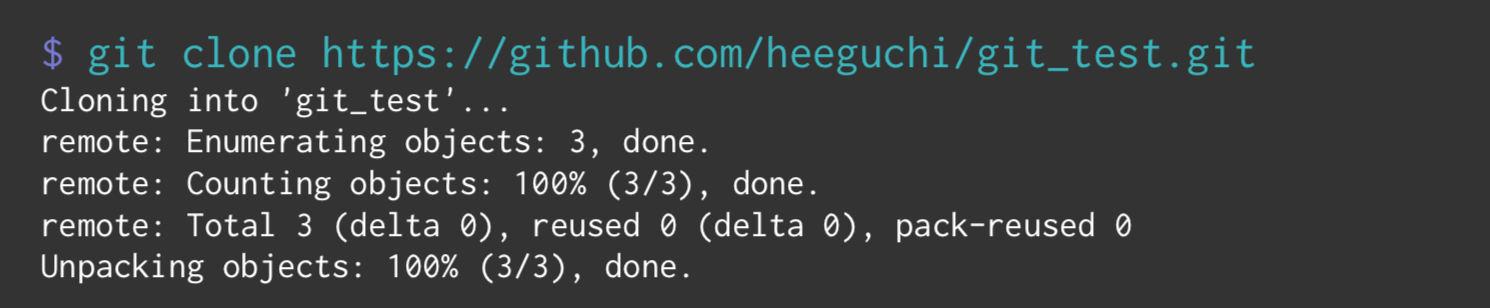 $ git clone https://github.com/heeguchi/git_test.git
Cloning into 'git_test'...
remote: Enumerating objects: 3, done.
remote: Counting objects: 100% (3/3), done.
remote: Total 3 (delta 0), reused 0 (delta 0), pack-reused 0
Unpacking objects: 100% (3/3), done.